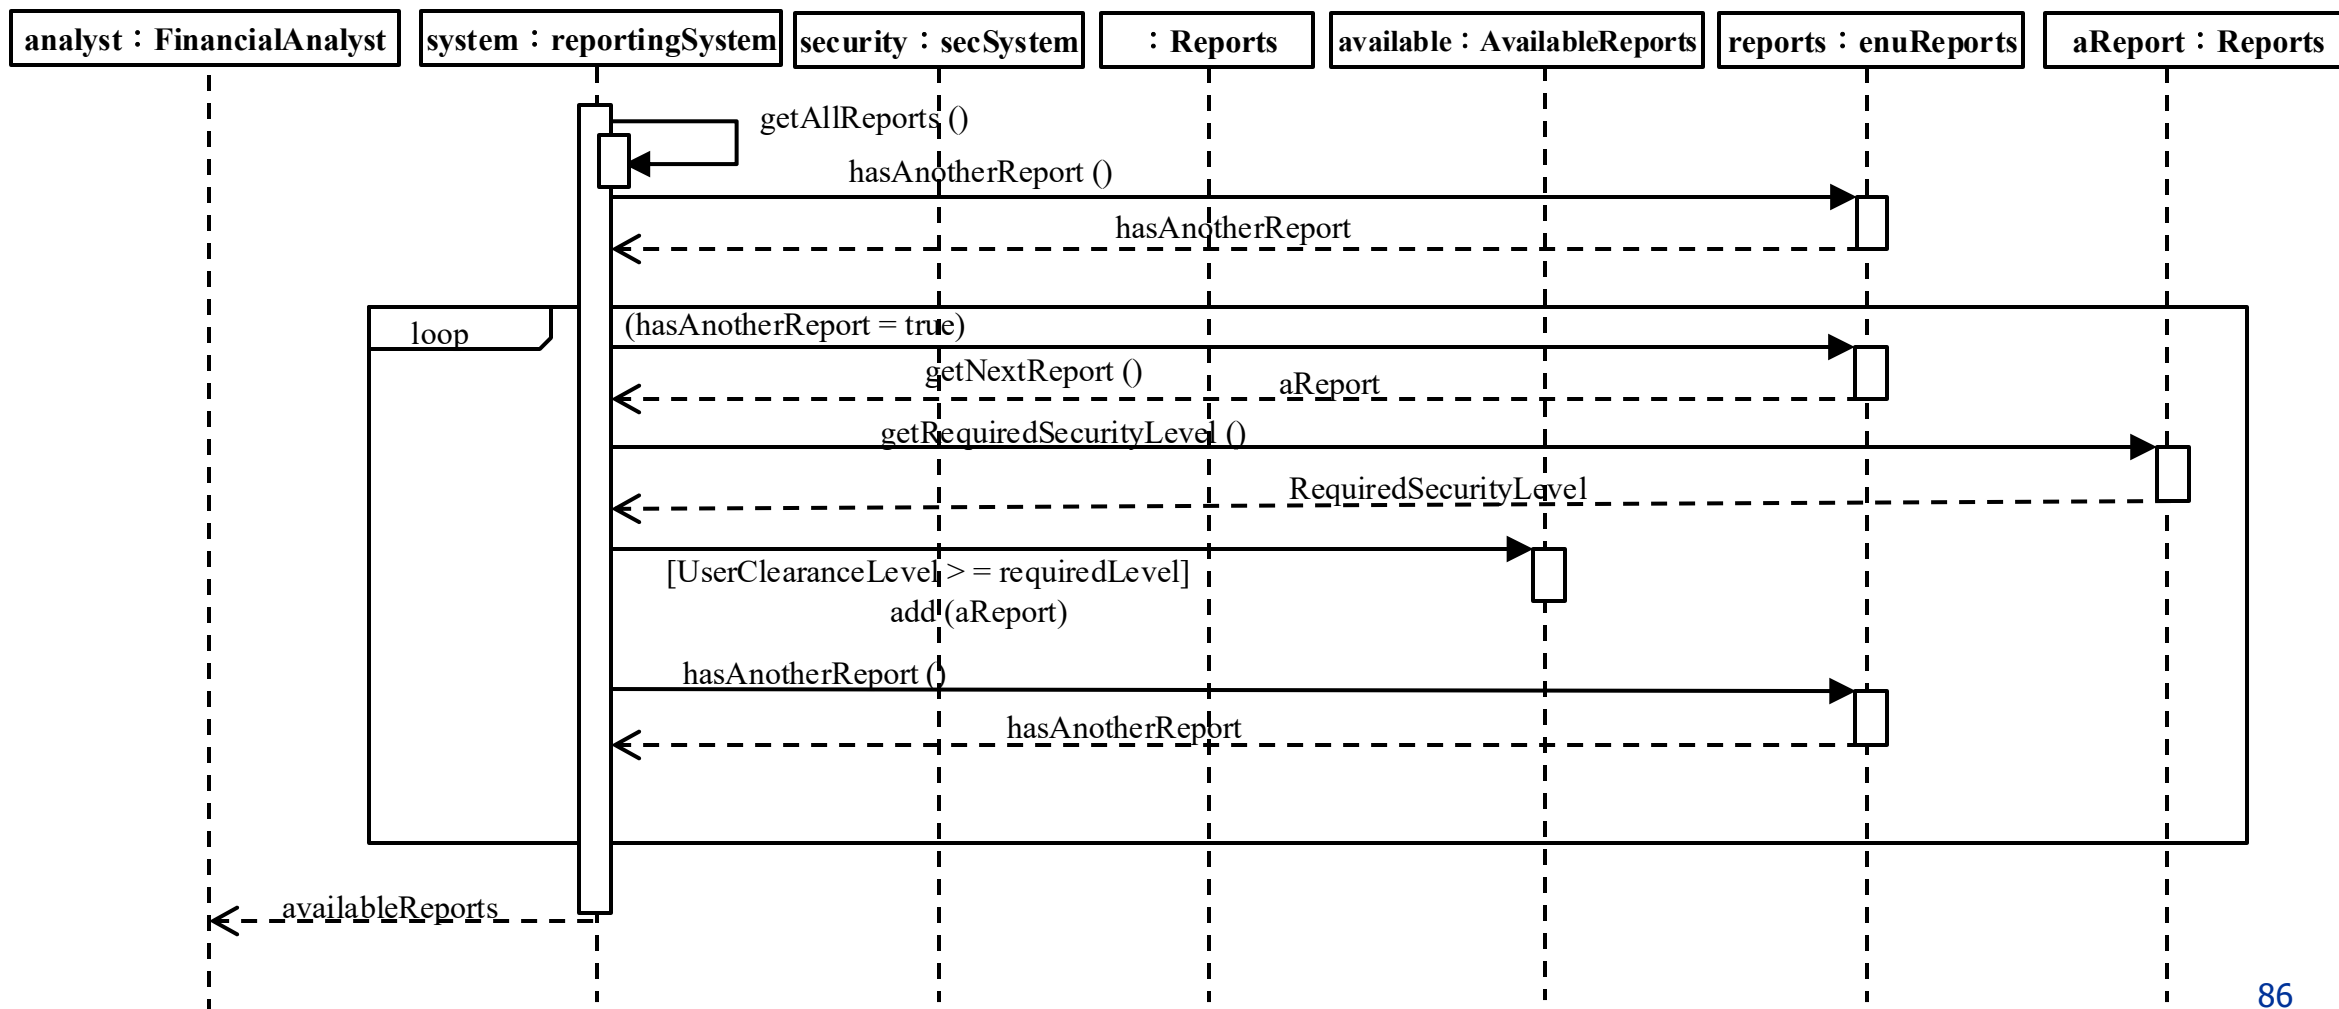 analyst：FinancialAnalyst
system：reportingSystem
security：secSystem
：Reports
available：AvailableReports
reports：enuReports
aReport：Reports
getAllReports ()
hasAnotherReport ()
hasAnotherReport
loop
(hasAnotherReport = true)
getNextReport ()
aReport
getRequiredSecurityLevel ()
RequiredSecurityLevel
[UserClearanceLevel > = requiredLevel]
add (aReport)
hasAnotherReport ()
hasAnotherReport
availableReports
86